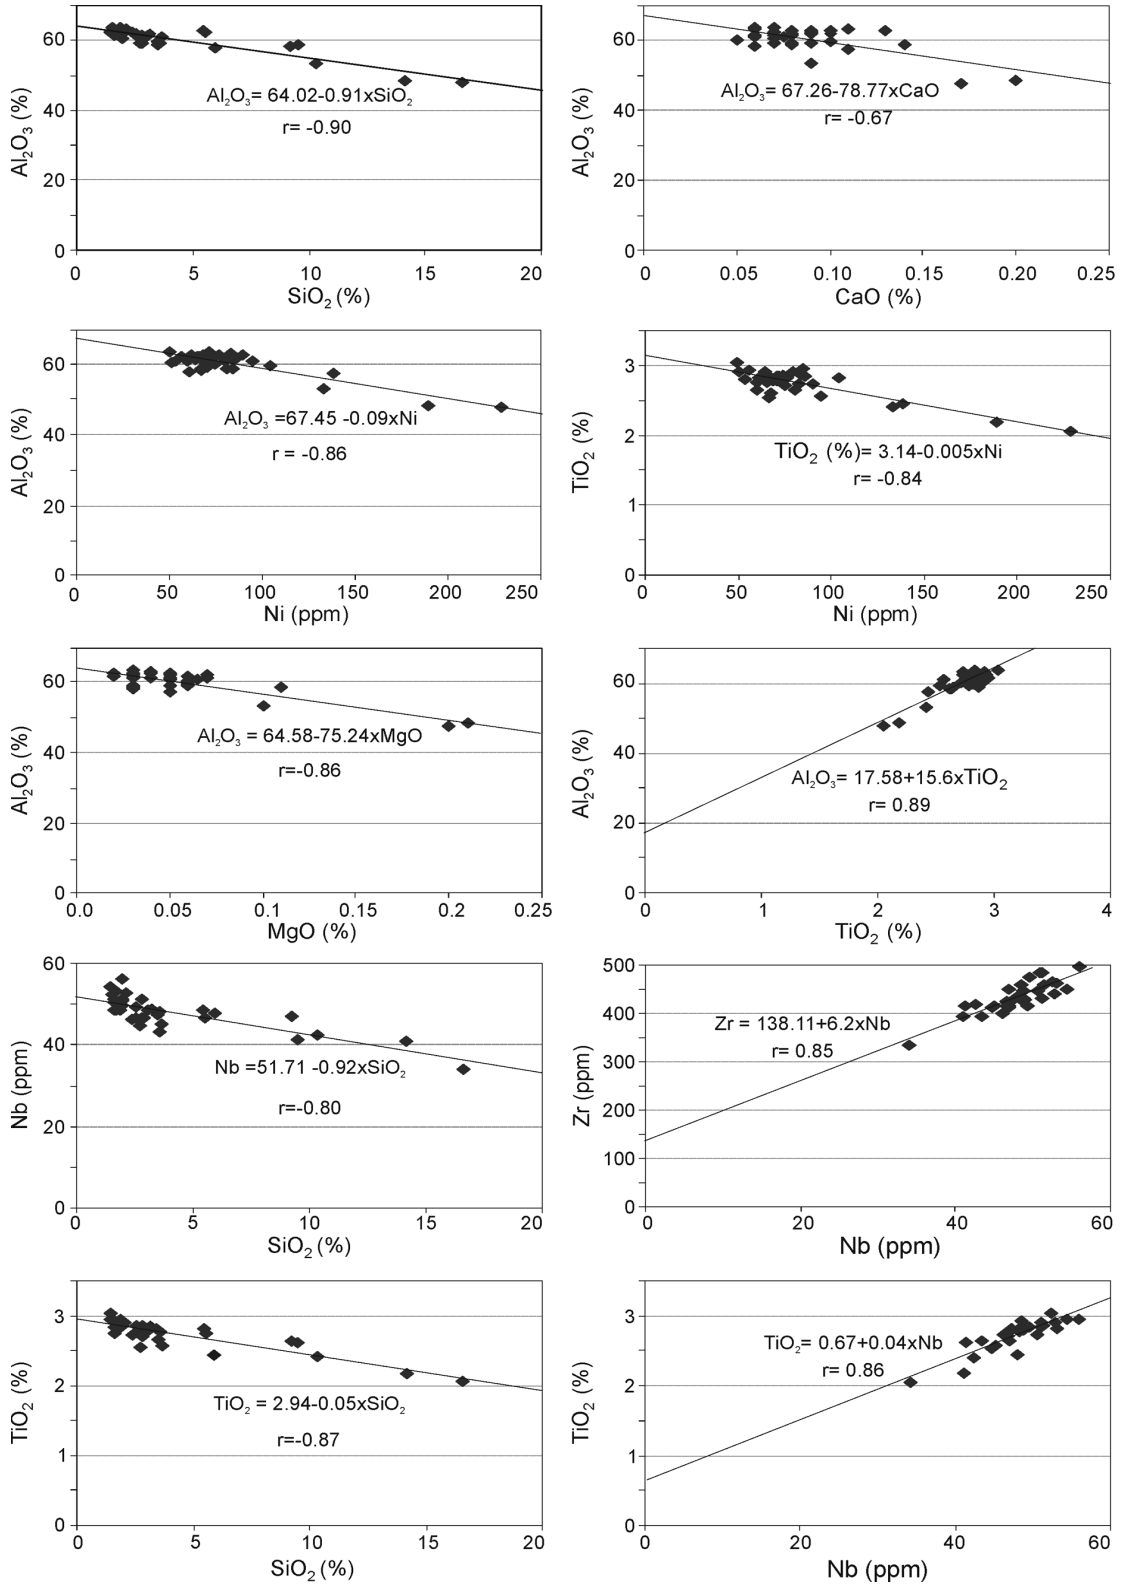 60
40
20
0
Al₂O₃ (%)
Al₂O₃= 64.02-0.91xSiO₂
r= -0.90
0 5 10 15 20
SiO₂ (%)
60
40
20
0
Al₂O₃ (%)
Al₂O₃= 67.26-78.77xCaO
r= -0.67
0 0.05 0.10 0.15 0.20 0.25
CaO (%)
60
40
20
0
Al₂O₃ (%)
Al₂O₃ =67.45 -0.09xNi
r = -0.86
0 50 100 150 200 250
Ni (ppm)
3
2
1
0
TiO₂ (%)
TiO₂ (%)= 3.14-0.005xNi
r= -0.84
50 100 150 200 250
Ni (ppm)
60
40
20
0
Al₂O₃ (%)
Al₂O₃ = 64.58-75.24xMgO
r=-0.86
0.0 0.05 0.1 0.15 0.2 0.25
MgO (%)
60
40
20
0
Al₂O₃ (%)
Al₂O₃= 17.58+15.6xTiO₂
r= 0.89
0 1 2 3 4
TiO₂ (%)
60
40
20
0
Nb (ppm)
Nb =51.71 -0.92xSiO₂
r=-0.80
0 5 10 15 20
SiO₂ (%)
500
400
300
200
100
0
Zr (ppm)
Zr = 138.11+6.2xNb
r= 0.85
0 20 40 60
Nb (ppm)
3
2
1
0
TiO₂ (%)
TiO₂ = 2.94-0.05xSiO₂
r=-0.87
0 5 10 15 20
SiO₂ (%)
3
2
1
0
TiO₂ (%)
TiO₂= 0.67+0.04xNb
r= 0.86
0 20 40 60
Nb (ppm)